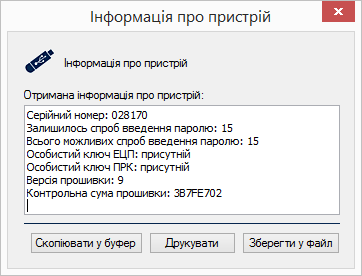 Інформація про пристрій
Інформація про пристрій
Отримана інформація про пристрій:
Серійний номер: 028170
Залишилось спроб введення паролю: 15
Всього можливих спроб введення паролю: 15
Особистий ключ ЕЦП: присутній
Особистий ключ ПРК: присутній
Версія прошивки: 9
Контрольна сума прошивки: 3B7FE702
Скопіювати у буфер Друкувати Зберегти у файл